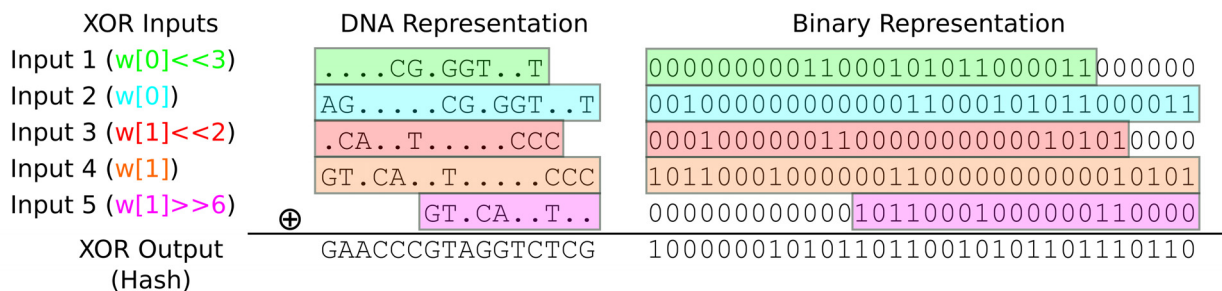 XOR Inputs DNA Representation Binary Representation
Input 1 (w[0]<<3) ....CG.GGT..T 00000000011000101011000011000000
Input 2 (w[0]) AG.....CG.GGT..T 00100000000000011000101011000011
Input 3 (w[1]<<2) .CA..T.....CCC 00010000001100000000000101010000
Input 4 (w[1]) GT.CA..T.....CCC 10110001000000110000000000010101
Input 5 (w[1]>>6) ⊕ GT.CA..T.. 00000000000010110001000000110000
XOR Output GAACCCGTAGGTCTCG 10000001010110110010101101110110
(Hash)